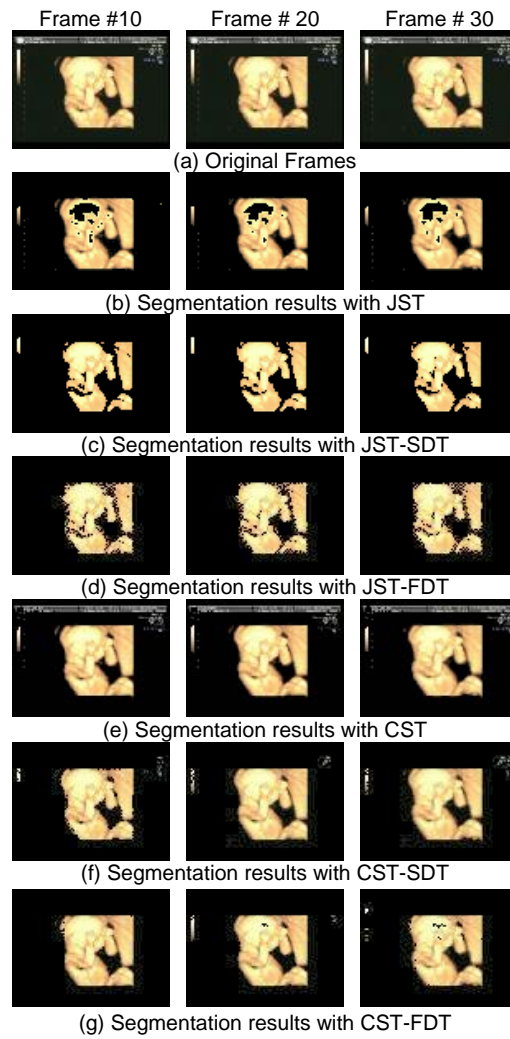 Frame #10 Frame # 20 Frame # 30
(a) Original Frames
(b) Segmentation results with JST
(c) Segmentation results with JST-SDT
(d) Segmentation results with JST-FDT
(e) Segmentation results with CST
(f) Segmentation results with CST-SDT
(g) Segmentation results with CST-FDT